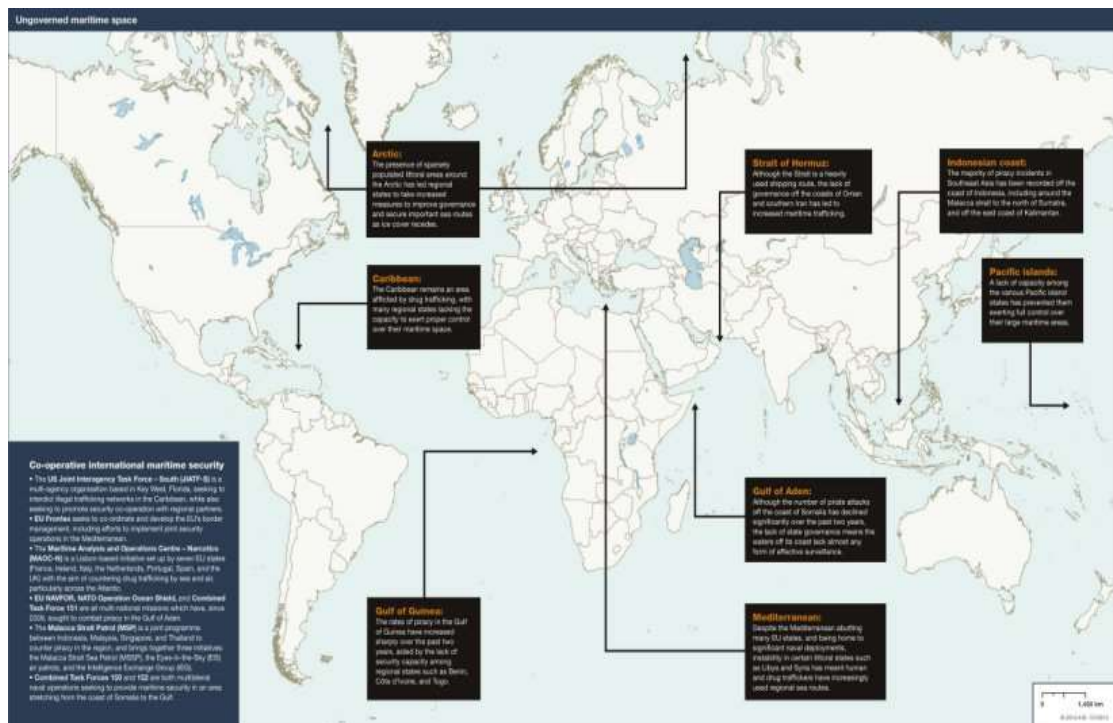 Ungoverned maritime space
Arctic:
The presence of sparsely
populated littoral areas around
the Arctic has led regional
states to take increased
measures to improve governance
and secure important sea routes
as ice cover recedes.
Strait of Hormuz:
Although the Strait is a heavily
used shipping route, the lack of
governance off the coasts of Oman
and southern Iran has led to
increased maritime trafficking.
Indonesian coast:
The majority of piracy incidents in
Southeast Asia has been recorded off the
coast of Indonesia, including around the
Malacca strait to the north of Sumatra,
and off the east coast of Kalimantan.
Caribbean:
The Caribbean remains an area
afflicted by drug trafficking, with
many regional states lacking the
capacity to exert proper control
over their maritime space.
Pacific Islands:
A lack of capacity among
the various Pacific island
states has prevented them
exerting full control over
their large maritime areas.
Co-operative international maritime security
• The US Joint Interagency Task Force – South (JIATF-S) is a
multi-agency organisation based in Key West, Florida, seeking to
interdict illegal trafficking networks in the Caribbean, while also
seeking to promote security co-operation with regional partners.
• EU Frontex seeks to co-ordinate and develop the EU's border
management, including efforts to implement joint security
operations in the Mediterranean.
• The Maritime Analysis and Operations Centre – Narcotics
(MAOC-N) is a Lisbon-based initiative set up by seven EU states
(France, Ireland, Italy, the Netherlands, Portugal, Spain, and the
UK) with the aim of countering drug trafficking by sea and air,
particularly across the Atlantic.
• EU NAVFOR, NATO Operation Ocean Shield, and Combined
Task Force 151 are all multi-national missions which have, since
sought to combat piracy in the Gulf of Aden.
• The Malacca Strait Patrol (MSP) is a joint programme
between Indonesia, Malaysia, Singapore, and Thailand to
counter piracy in the region, and brings together three initiatives:
the Malacca Strait Sea Patrol (MSSP), the Eyes-in-the-Sky (EiS)
air patrols, and the Intelligence Exchange Group (IEG).
• Combined Task Forces 150 and 152 are both multilateral
naval operations seeking to provide maritime security in an area
stretching from the coast of Somalia to the Gulf.
Gulf of Guinea:
The rates of piracy in the Gulf
of Guinea have increased
sharply over the past two
years, aided by the lack of
security capacity among
regional states such as Benin,
Côte d'Ivoire, and Togo.
Gulf of Aden:
Although the number of pirate attacks
off the coast of Somalia has declined
significantly over the past two years,
the lack of state governance means the
waters off its coast lack almost any
form of effective surveillance.
Mediterranean:
Despite the Mediterranean abutting
many EU states, and being home to
significant naval deployments,
instability in certain littoral states such
as Libya and Syria has meant human
and drug traffickers have increasingly
used regional sea routes.
0 1,450 km